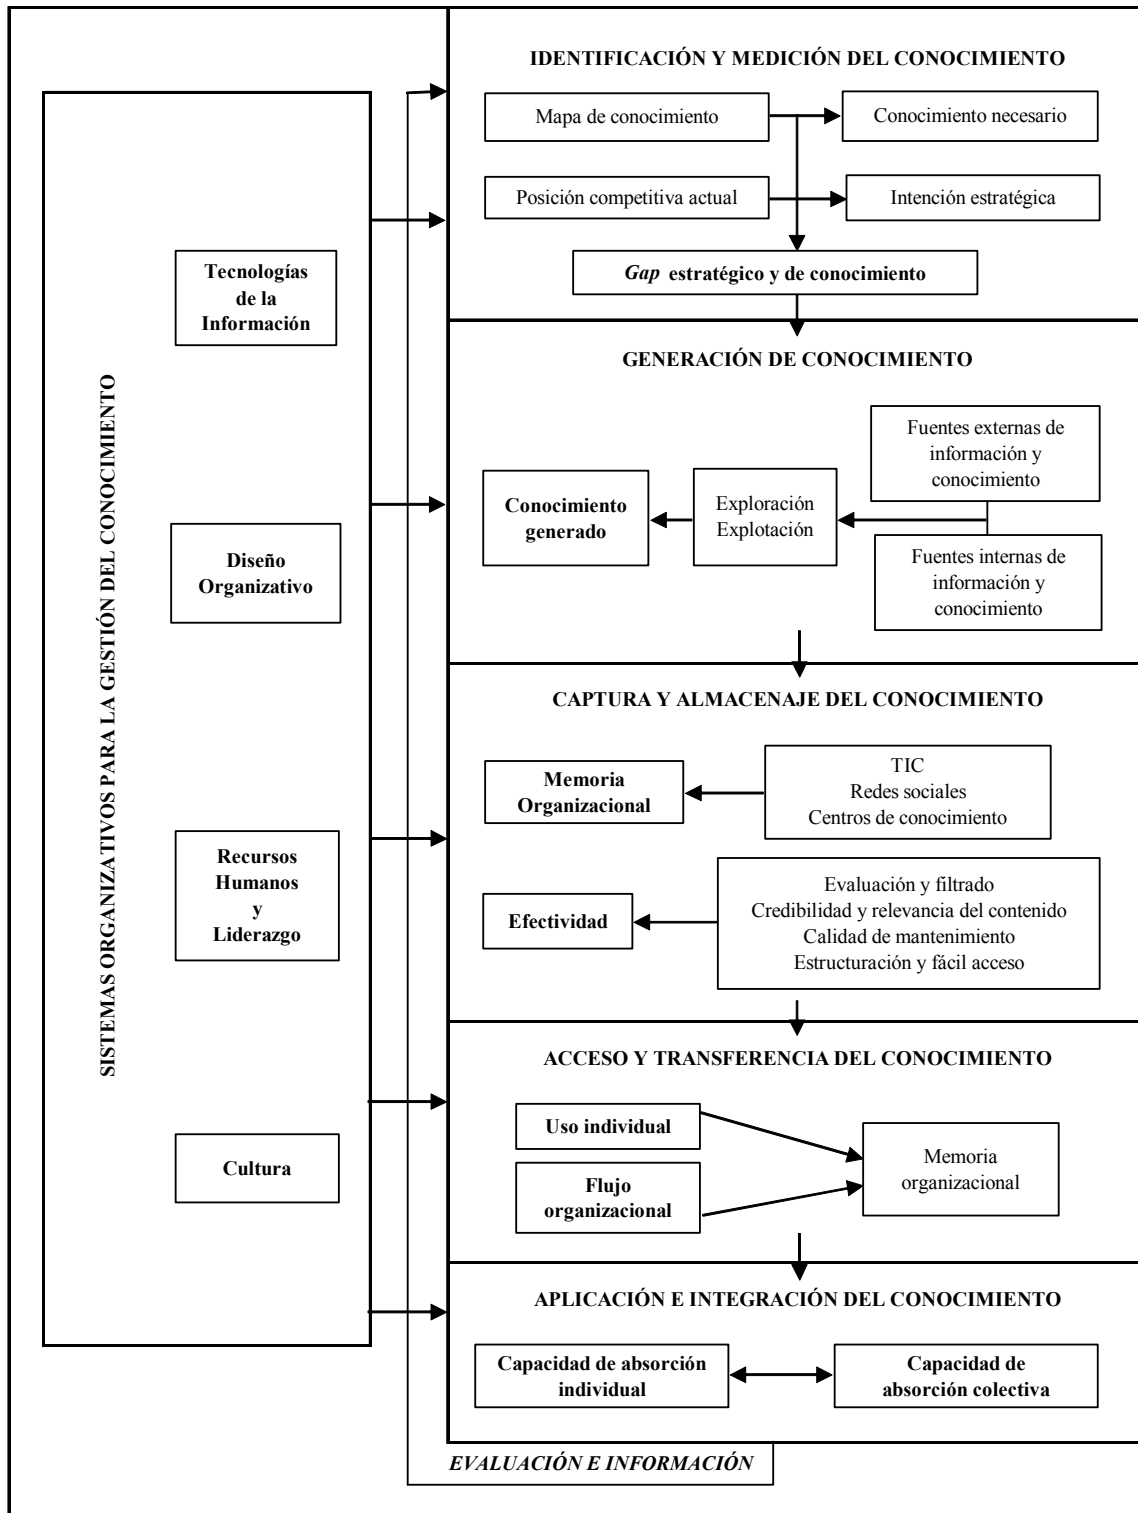 SISTEMAS ORGANIZATIVOS PARA LA GESTIÓN DEL CONOCIMIENTO
Tecnologías
de la
Información
Diseño
Organizativo
Recursos
Humanos
y
Liderazgo
Cultura
IDENTIFICACIÓN Y MEDICIÓN DEL CONOCIMIENTO
Mapa de conocimiento
Conocimiento necesario
Posición competitiva actual
Intención estratégica
Gap estratégico y de conocimiento
GENERACIÓN DE CONOCIMIENTO
Conocimiento
generado
Exploración
Explotación
Fuentes externas de
información y
conocimiento
Fuentes internas de
información y
conocimiento
CAPTURA Y ALMACENAJE DEL CONOCIMIENTO
Memoria
Organizacional
TIC
Redes sociales
Centros de conocimiento
Efectividad
Evaluación y filtrado
Credibilidad y relevancia del contenido
Calidad de mantenimiento
Estructuración y fácil acceso
ACCESO Y TRANSFERENCIA DEL CONOCIMIENTO
Uso individual
Flujo
organizacional
Memoria
organizacional
APLICACIÓN E INTEGRACIÓN DEL CONOCIMIENTO
Capacidad de absorción
individual
Capacidad de
absorción colectiva
EVALUACIÓN E INFORMACIÓN